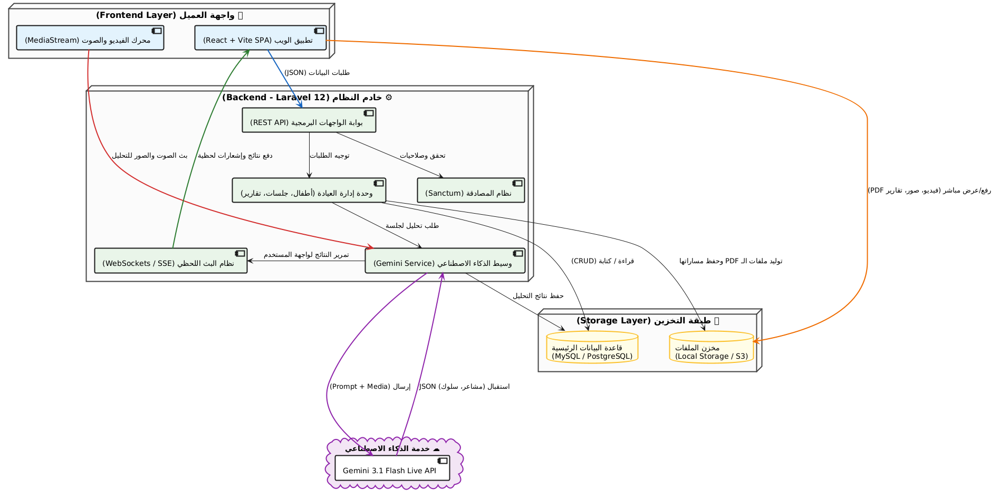 واجهة العميل (Frontend Layer)
محرك الفيديو والصوت (MediaStream)
تطبيق الويب (React + Vite SPA)
طلبات البيانات (JSON)
⚙ خادم النظام (Backend - Laravel 12)
بوابة الواجهات البرمجية (REST API)
بث الصوت والصور للتحليل
دفع نتائج وإشعارات لحظية
توجيه الطلبات
تحقق وصلاحيات
رفع/عرض مباشر (فيديو، صور، تقارير PDF)
وحدة إدارة العيادة (أطفال، جلسات، تقارير)
نظام المصادقة (Sanctum)
طلب تحليل لجلسة
تمرير النتائج لواجهة المستخدم
نظام البث اللحظي (WebSockets / SSE)
وسيط الذكاء الاصطناعي (Gemini Service)
قراءة / كتابة (CRUD)
توليد ملفات الـ PDF وحفظ مساراتها
حفظ نتائج التحليل
طبقة التخزين (Storage Layer)
قاعدة البيانات الرئيسية
(MySQL / PostgreSQL)
مخزن الملفات
(Local Storage / S3)
إرسال (Prompt + Media)
استقبال JSON (مشاعر، سلوك)
☁ خدمة الذكاء الاصطناعي
Gemini 3.1 Flash Live API